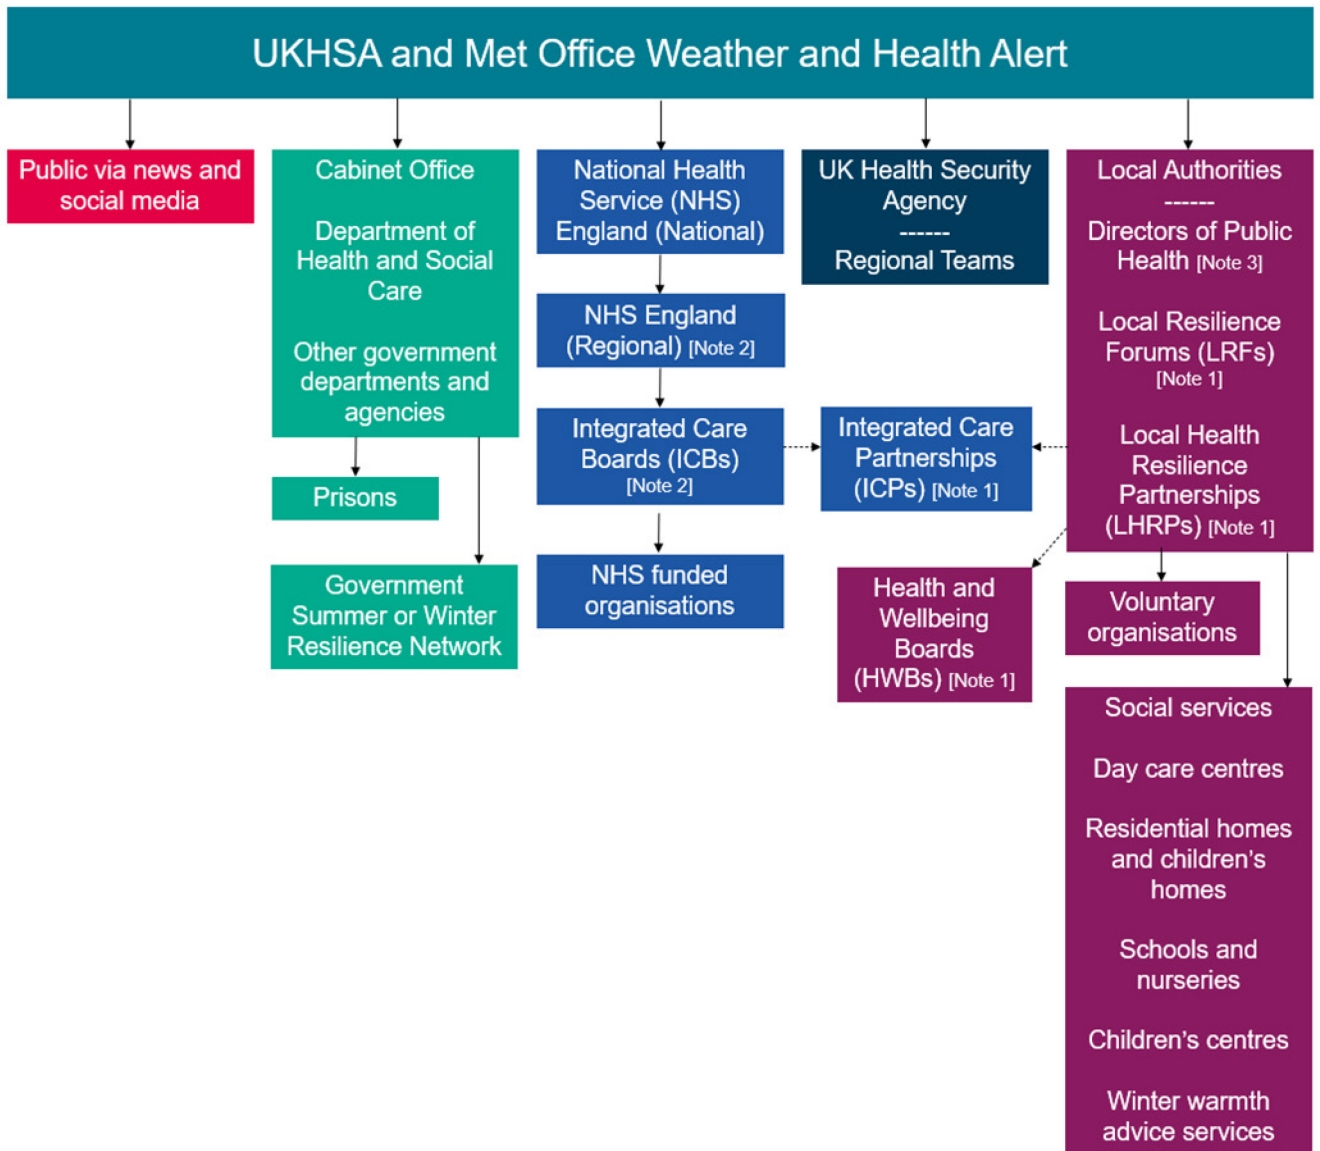 UKHSA and Met Office Weather and Health Alert
Public via news and
social media
Cabinet Office
Department of
Health and Social
Care
Other government
departments and
agencies
Prisons
Government
Summer or Winter
Resilience Network
National Health
Service (NHS)
England (National)
NHS England
(Regional) [Note 2]
Integrated Care
Boards (ICBs)
[Note 2]
NHS funded
organisations
Integrated Care
Partnerships
(ICPs) [Note 1]
UK Health Security
Agency
------
Regional Teams
Local Authorities
------
Directors of Public
Health [Note 3]
Local Resilience
Forums (LRFs)
[Note 1]
Local Health
Resilience
Partnerships
(LHRPs) [Note 1]
Health and
Wellbeing
Boards
(HWBs) [Note 1]
Voluntary
organisations
Social services
Day care centres
Residential homes
and children’s
homes
Schools and
nurseries
Children’s centres
Winter warmth
advice services